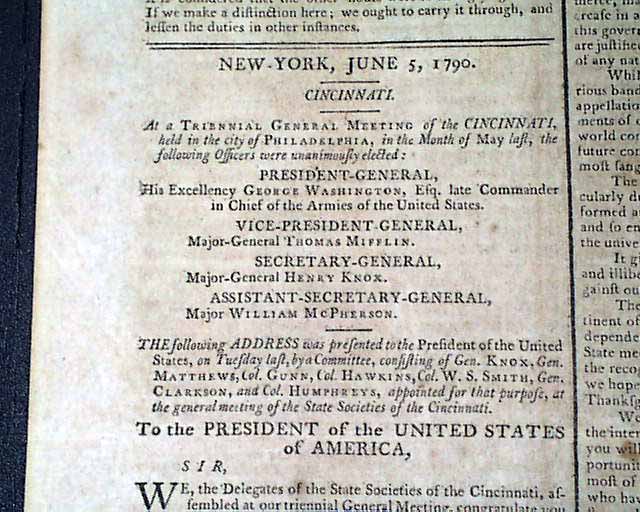 If we make a distinction here; we ought to carry it through, and
lessen the duties in other instances.
NEW-YORK, JUNE 5, 1790.
CINCINNATI.
At a TRIENNIAL GENERAL MEETING of the CINCINNATI,
held in the city of PHILADELPHIA, in the Month of May last, the
following Officers were unanimously elected:
PRESIDENT-GENERAL,
His Excellency GEORGE WASHINGTON, Esq. late Commander
in Chief of the Armies of the United States.
VICE-PRESIDENT-GENERAL,
Major-General THOMAS MIFFLIN.
SECRETARY-GENERAL,
Major-General HENRY KNOX.
ASSISTANT-SECRETARY-GENERAL,
Major WILLIAM MCPHERSON.
THE following ADDRESS was presented to the President of the United
States, on Tuesday last, by a Committee, consisting of Gen. KNOX, Gen.
MATTHEWS, Col. GUNN, Col. HAWKINS, Col. W. S. SMITH, Gen.
CLARKSON, and Col. HUMPHREYS, appointed for that purpose, at
the general meeting of the State Societies of the Cincinnati.
To the PRESIDENT of the UNITED STATES
of AMERICA,
SIR,
WE, the Delegates of the State Societies of the Cincinnati, as-
sembled at our triennial General Meeting, congratulate you